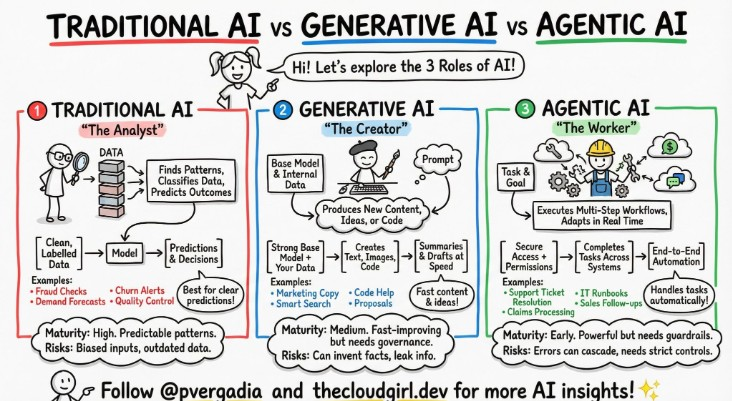 TRADITIONAL AI vs GENERATIVE AI vs AGENTIC AI
Hi! Let's explore the 3 Roles of AI!
1 TRADITIONAL AI
"The Analyst"
DATA
Finds Patterns,
Classifies Data,
Predicts Outcomes
Clean,
Labelled
Data
Model
Predictions
& Decisions
Examples:
• Fraud Checks
• Churn Alerts
• Demand Forecasts
• Quality Control
Best for clear
predictions!
Maturity: High. Predictable patterns.
Risks: Biased inputs, outdated data.
2 GENERATIVE AI
"The Creator"
Base Model
& Internal
Data
Prompt
Produces New Content,
Ideas, or Code
Strong Base
Model +
Your Data
Creates
Text, Images,
Code
Summaries
& Drafts at
Speed
Examples:
• Marketing Copy
• Code Help
• Smart Search
• Proposals
Fast content
& ideas!
Maturity: Medium. Fast-improving
but needs governance.
Risks: Can invent facts, leak info.
3 AGENTIC AI
"The Worker"
Task &
Goal
$
Executes Multi-Step Workflows,
Adapts in Real Time
Secure
Access +
Permissions
Completes
Tasks Across
Systems
End-to-End
Automation
Examples:
• Support Ticket
Resolution
• IT Runbooks
• Sales Follow-ups
• Claims Processing
Handles tasks
automatically!
Maturity: Early. Powerful but needs guardrails.
Risks: Errors can cascade, needs strict controls.
Follow @pvergadia and thecloudgirl.dev for more AI insights!